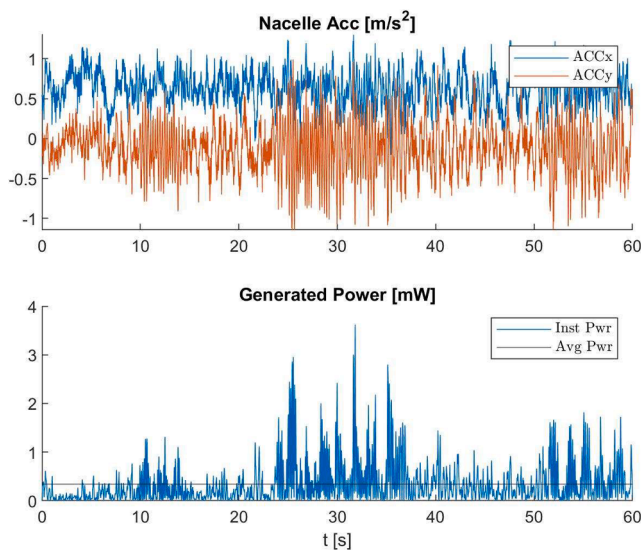 Nacelle Acc [m/s²]
1
0.5
0
-0.5
-1
ACCx
ACCy
0 10 20 30 40 50 60
Generated Power [mW]
4
3
2
1
0
Inst Pwr
Avg Pwr
0 10 20 30 40 50 60
t [s]